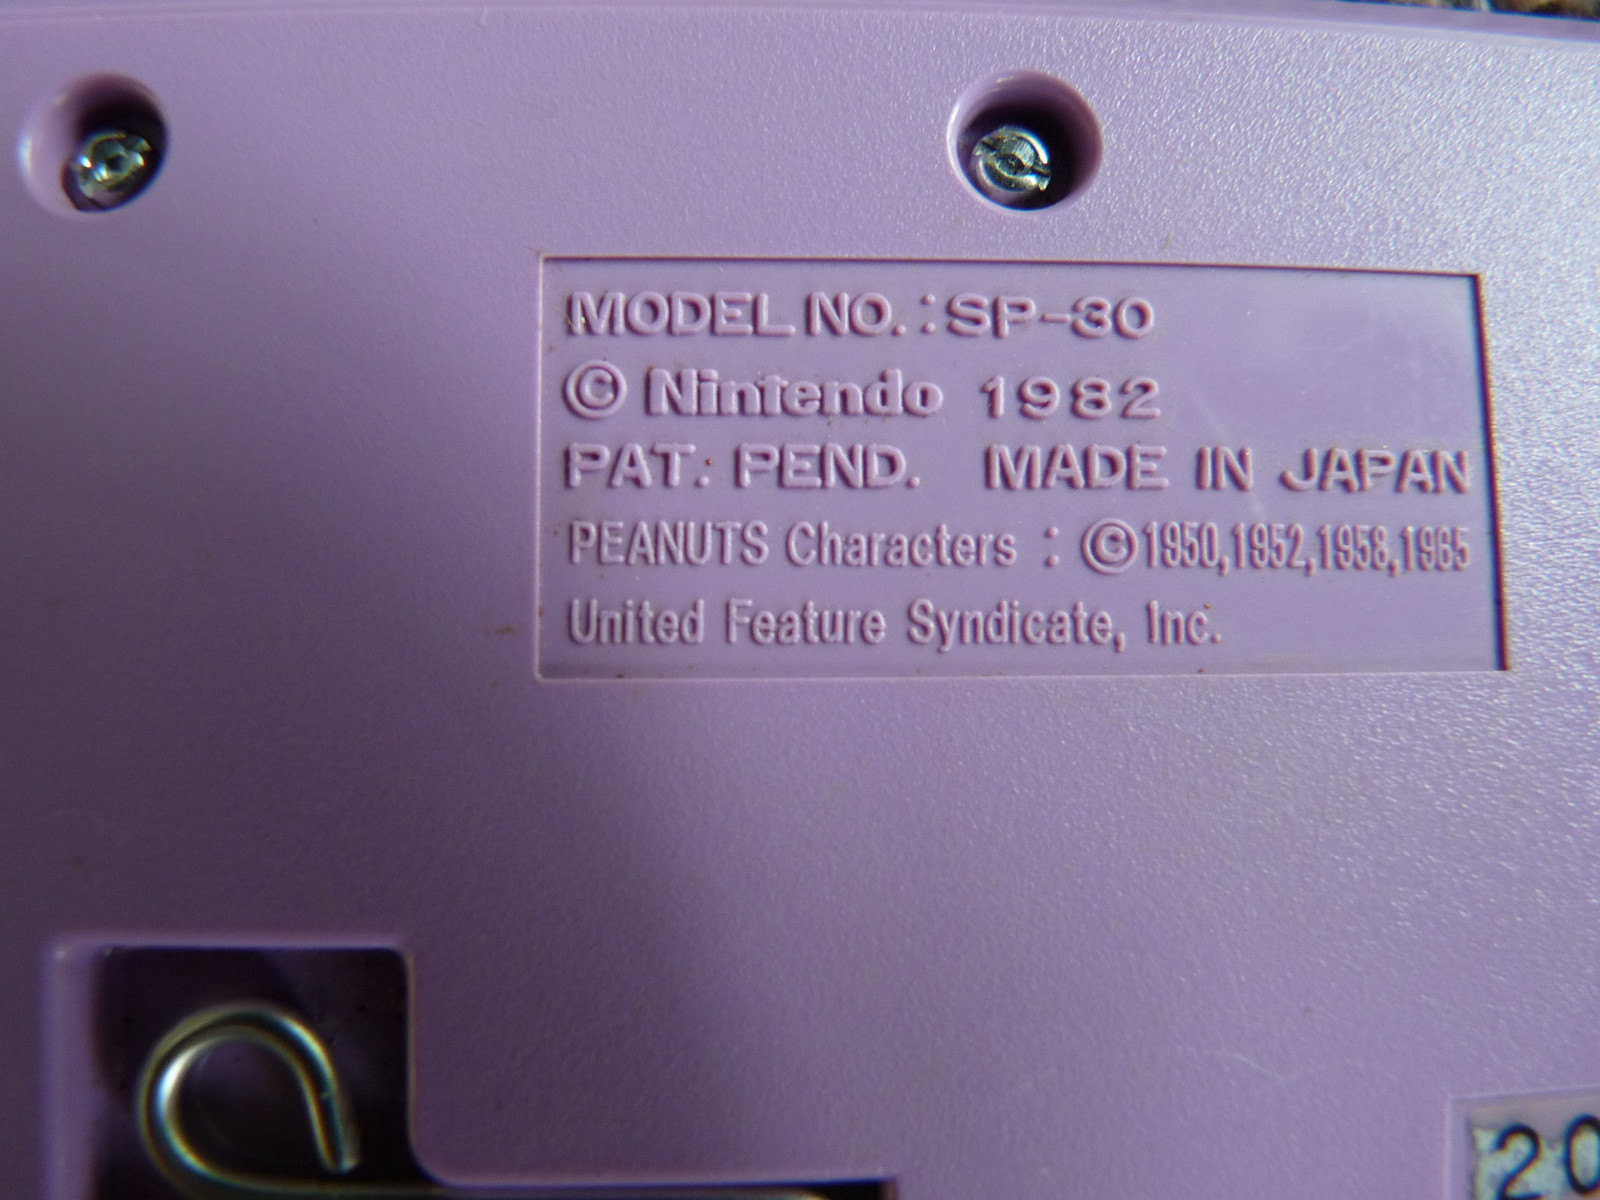 MODEL NO.:SP-30
© Nintendo 1982
PAT. PEND. MADE IN JAPAN
PEANUTS Characters : ©1950,1952,1958,1965
United Feature Syndicate, Inc.
20